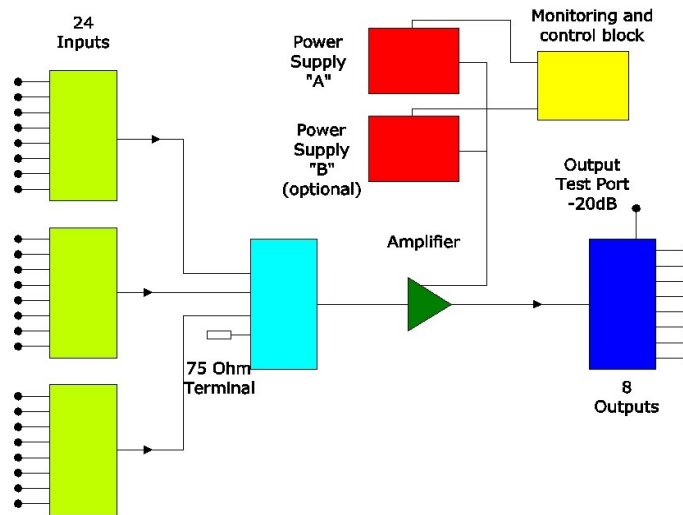 24
Inputs
Power
Supply
"A"
Monitoring and
control block
Power
Supply
"B"
(optional)
Output
Test Port
-20dB
Amplifier
75 Ohm
Terminal
8
Outputs